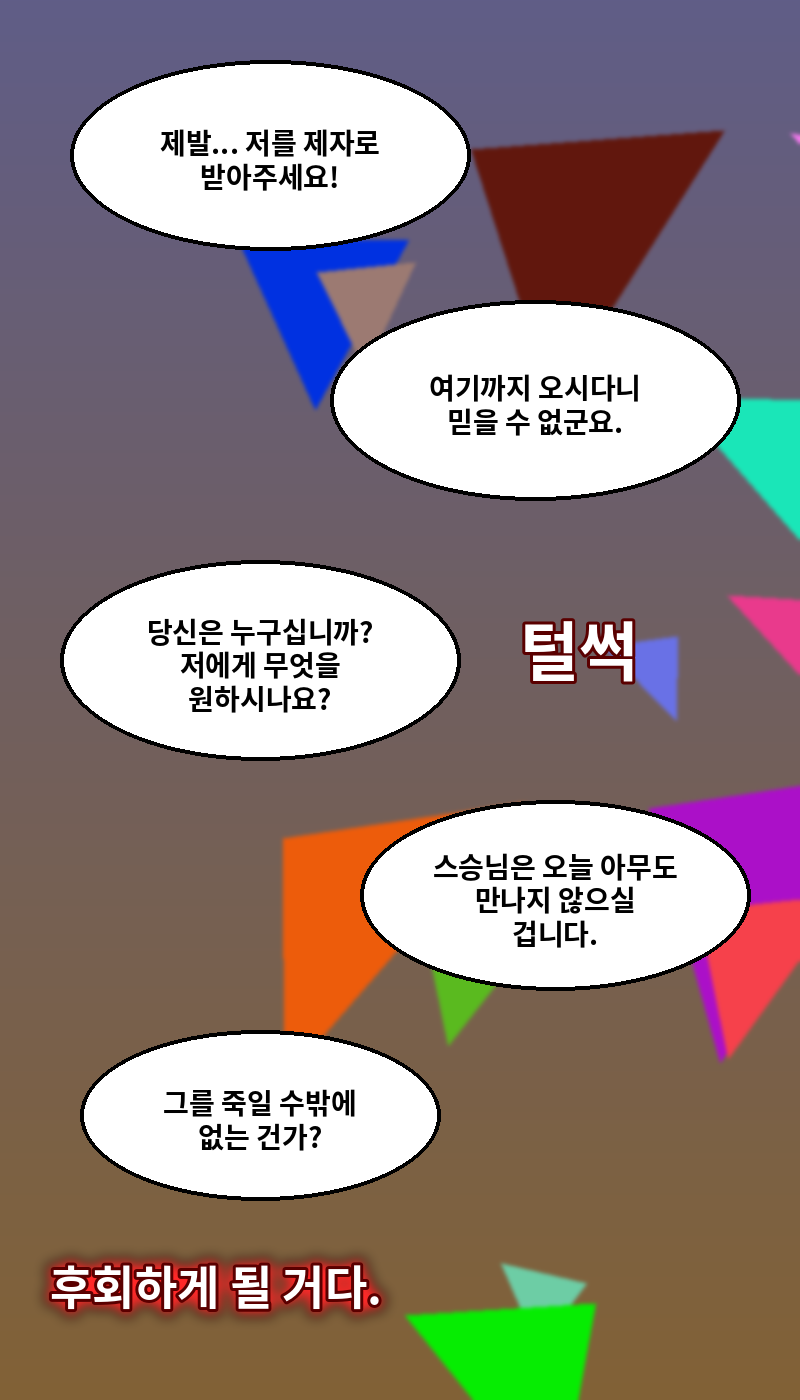 제발... 저를 제자로
받아주세요!
여기까지 오시다니
믿을 수 없군요.
당신은 누구십니까?
저에게 무엇을
원하시나요?
털썩
스승님은 오늘 아무도
만나지 않으실
겁니다.
그를 죽일 수밖에
없는 건가?
후회하게 될 거다.